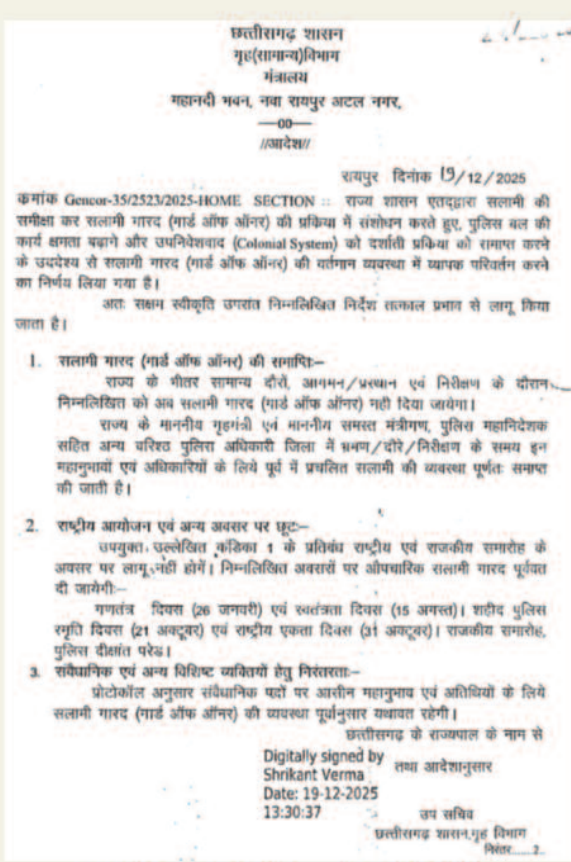 छत्तीसगढ़ शासन
गृह(सामान्य)विभाग
मंत्रालय
महानदी भवन, नवा रायपुर अटल नगर,
—00—
//आदेश//
रायपुर दिनांक 19/12/2025
कमांक Gencor-35/2523/2025-HOME SECTION :: राज्य शासन एतद्द्वारा सलामी की
समीक्षा कर सलामी गारद (गार्ड ऑफ ऑनर) की प्रकिया में संशोधन करते हुए, पुलिस बल की
कार्य क्षमता बढ़ाने और उपनिवेशवाद (Colonial System) को दर्शाती प्रकिया को समाप्त करने
के उददेश्य से सलामी गारद (गार्ड ऑफ ऑनर) की वर्तमान व्यवस्था में व्यापक परिवर्तन करने
का निर्णय लिया गया है।
अतः सक्षम स्वीकृति उपरांत निम्नलिखित निर्देश तत्काल प्रभाव से लागू किया
जाता है।
1. सलामी गारद (गार्ड ऑफ ऑनर) की समाप्तिः—
राज्य के भीतर सामान्य दौरों, आगमन/प्रस्थान एवं निरीक्षण के दौरान
निम्नलिखित को अब सलामी गारद (गार्ड ऑफ ऑनर) नही दिया जायेगा।
राज्य के माननीय गृहमंत्री एवं माननीय समस्त मंत्रीगण, पुलिस महानिदेशक
सहित अन्य वरिष्ठ पुलिस अधिकारी जिला में भ्रमण/दौरे/निरीक्षण के समय इन
महानुभावों एवं अधिकारियों के लिये पूर्व में प्रचलित सलामी की व्यवस्था पूर्णतः समाप्त
की जाती है।
2. राष्ट्रीय आयोजन एवं अन्य अवसर पर छूटः—
उपयुक्त उल्लेखित कंडिका 1 के प्रतिबंध राष्ट्रीय एवं राजकीय समारोह के
अवसर पर लागू नहीं होगें। निम्नलिखित अवसरों पर औपचारिक सलामी गारद पूर्ववत
दी जायेगीः—
गणतंत्र दिवस (26 जनवरी) एवं स्वतंत्रता दिवस (15 अगस्त)। शहीद पुलिस
स्मृति दिवस (21 अक्टूबर) एवं राष्ट्रीय एकता दिवस (31 अक्टूबर)। राजकीय समारोह,
पुलिस दीक्षांत परेड।
3. संवैधानिक एवं अन्य विशिष्ट व्यक्तियों हेतु निरंतरताः—
प्रोटोकॉल अनुसार संवैधानिक पदों पर आसीन महानुभाव एवं अतिथियों के लिये
सलामी गारद (गार्ड ऑफ ऑनर) की व्यवस्था पूर्वानुसार यथावत रहेगी।
छत्तीसगढ़ के राज्यपाल के नाम से
तथा आदेशानुसार
Digitally signed by
Shrikant Verma
Date: 19-12-2025
13:30:37
उप सचिव
छत्तीसगढ़ शासन,गृह विभाग
निरंतर.....2..